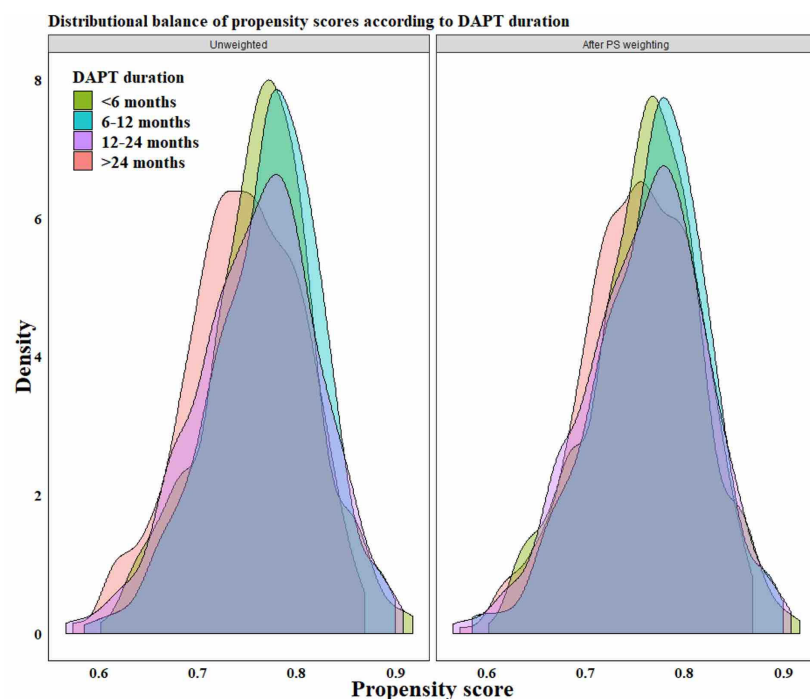 Distributional balance of propensity scores according to DAPT duration
Unweighted
After PS weighting
DAPT duration
<6 months
6-12 months
12-24 months
>24 months
Density
8
6
4
2
0
0.6 0.7 0.8 0.9
0.6 0.7 0.8 0.9
Propensity score